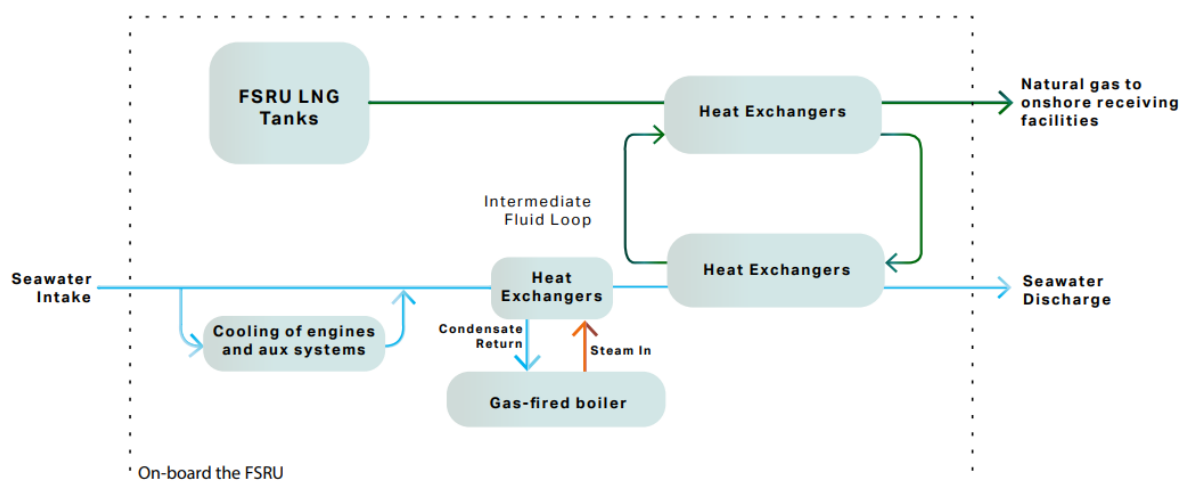 FSRU LNG
Tanks
Heat Exchangers
Natural gas to
onshore receiving
facilities
Intermediate
Fluid Loop
Seawater
Intake
Heat
Exchangers
Heat Exchangers
Seawater
Discharge
Cooling of engines
and aux systems
Condensate
Return
Steam In
Gas-fired boiler
On-board the FSRU